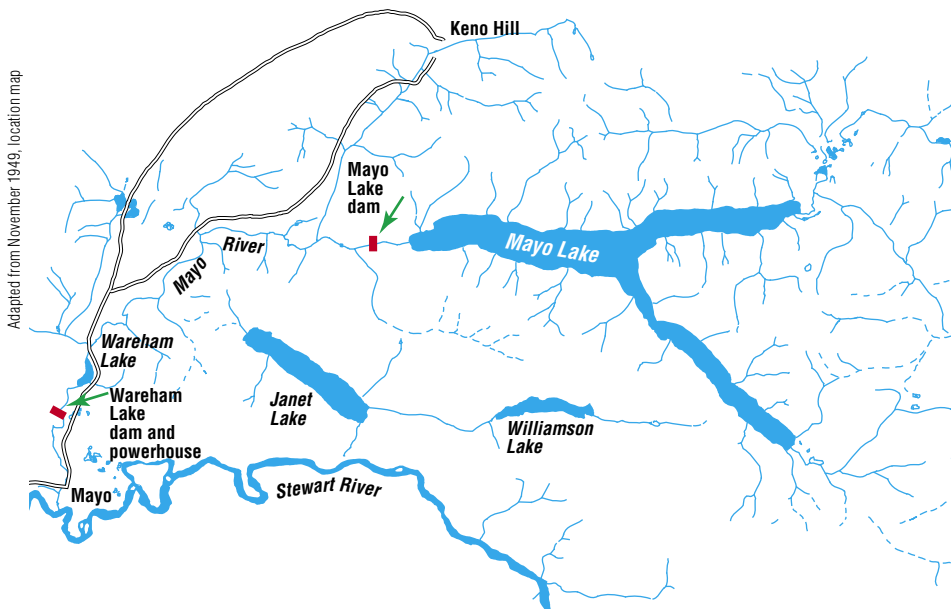 Keno Hill
Adapted from November 1949, location map
Mayo
Lake
dam
River
Mayo Lake
Mayo
Wareham
Lake
Wareham
Lake
dam and
powerhouse
Janet
Lake
Williamson
Lake
Mayo
Stewart River